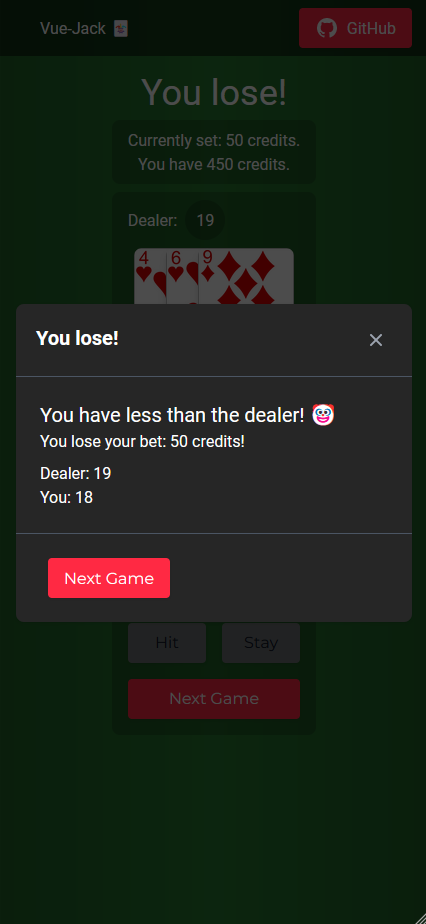 Vue-Jack 🃏
GitHub
You lose!
Currently set: 50 credits.
You have 450 credits.
Dealer: 19
4 6 9
You lose!
×
You have less than the dealer! 🤡
You lose your bet: 50 credits!
Dealer: 19
You: 18
Next Game
Hit Stay
Next Game